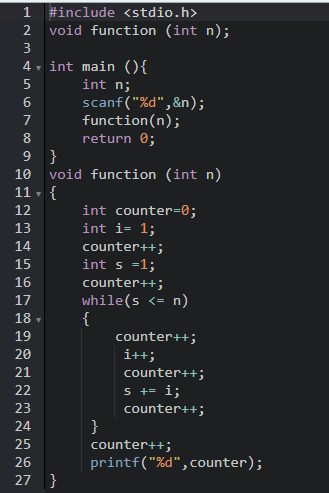 1 #include <stdio.h>
2 void function (int n);
3
4 int main (){
5     int n;
6     scanf("%d",&n);
7     function(n);
8     return 0;
9 }
10 void function (int n)
11 {
12     int counter=0;
13     int i= 1;
14     counter++;
15     int s =1;
16     counter++;
17     while(s <= n)
18     {
19         counter++;
20          i++;
21          counter++;
22          s += i;
23          counter++;
24      }
25      counter++;
26      printf("%d",counter);
27 }